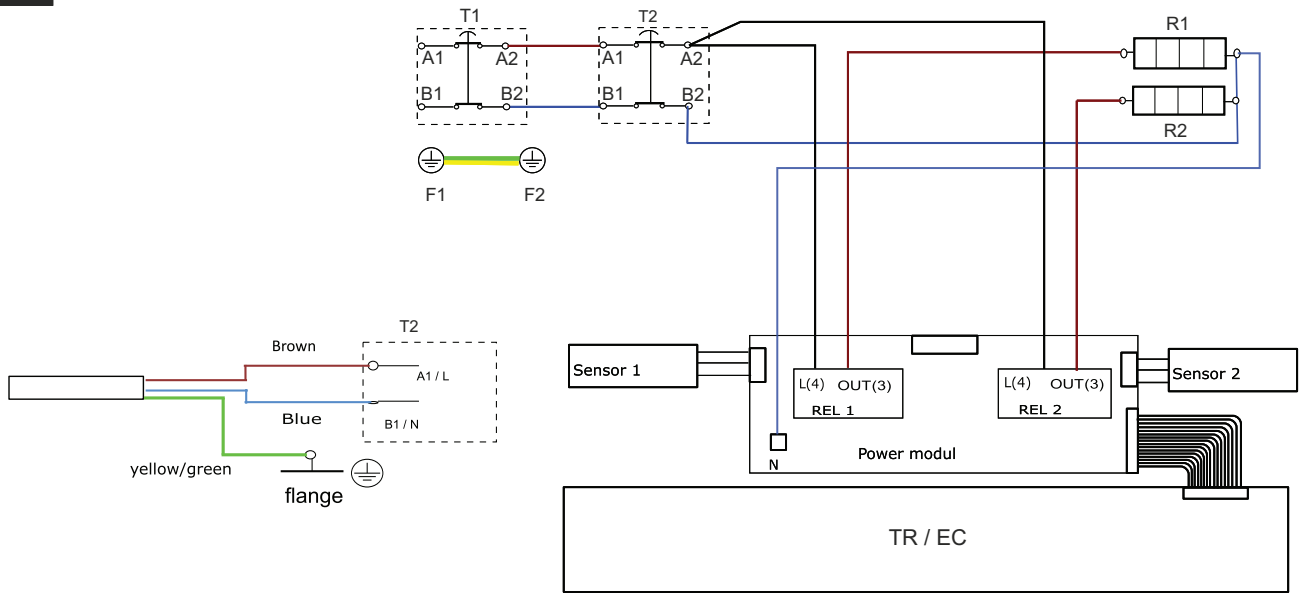 T1
T2
R1
A1
A2
A1
A2
B1
B2
B1
B2
R2
F1
F2
T2
Brown
A1 / L
Blue
B1 / N
yellow/green
flange
Sensor 1
L(4)
OUT(3)
REL 1
L(4)
OUT(3)
REL 2
Sensor 2
N
Power modul
TR / EC